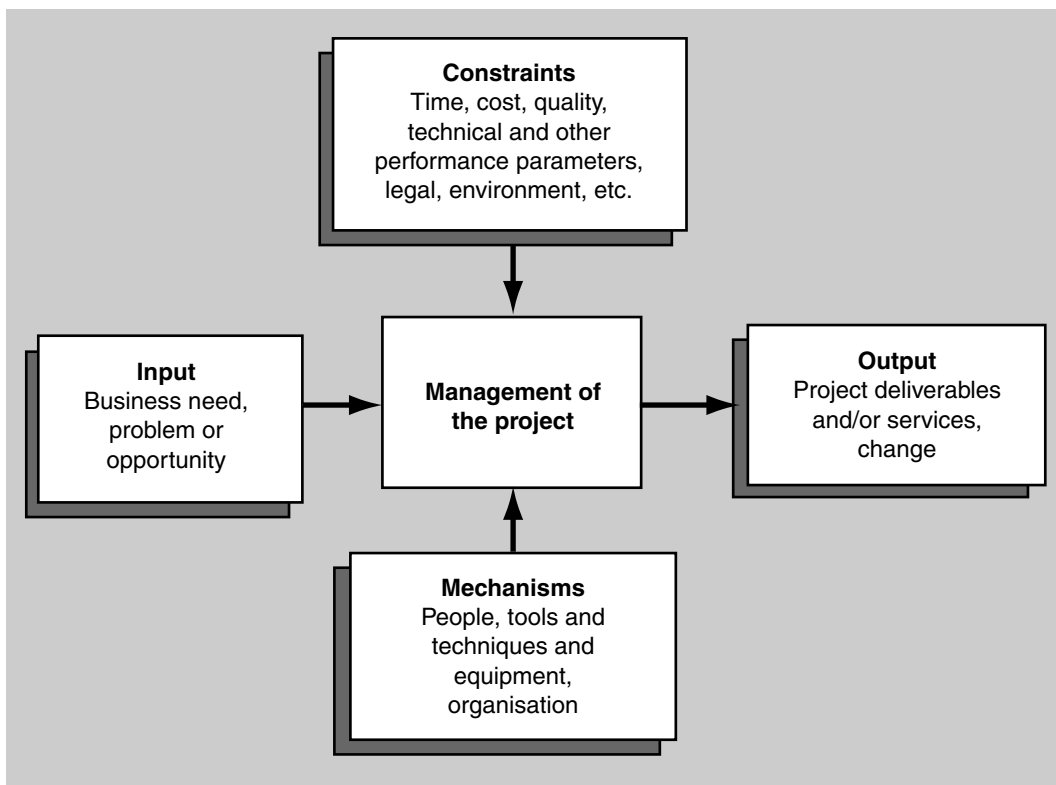 Constraints
Time, cost, quality,
technical and other
performance parameters,
legal, environment, etc.
Input
Business need,
problem or
opportunity
Management of
the project
Output
Project deliverables
and/or services,
change
Mechanisms
People, tools and
techniques and
equipment,
organisation